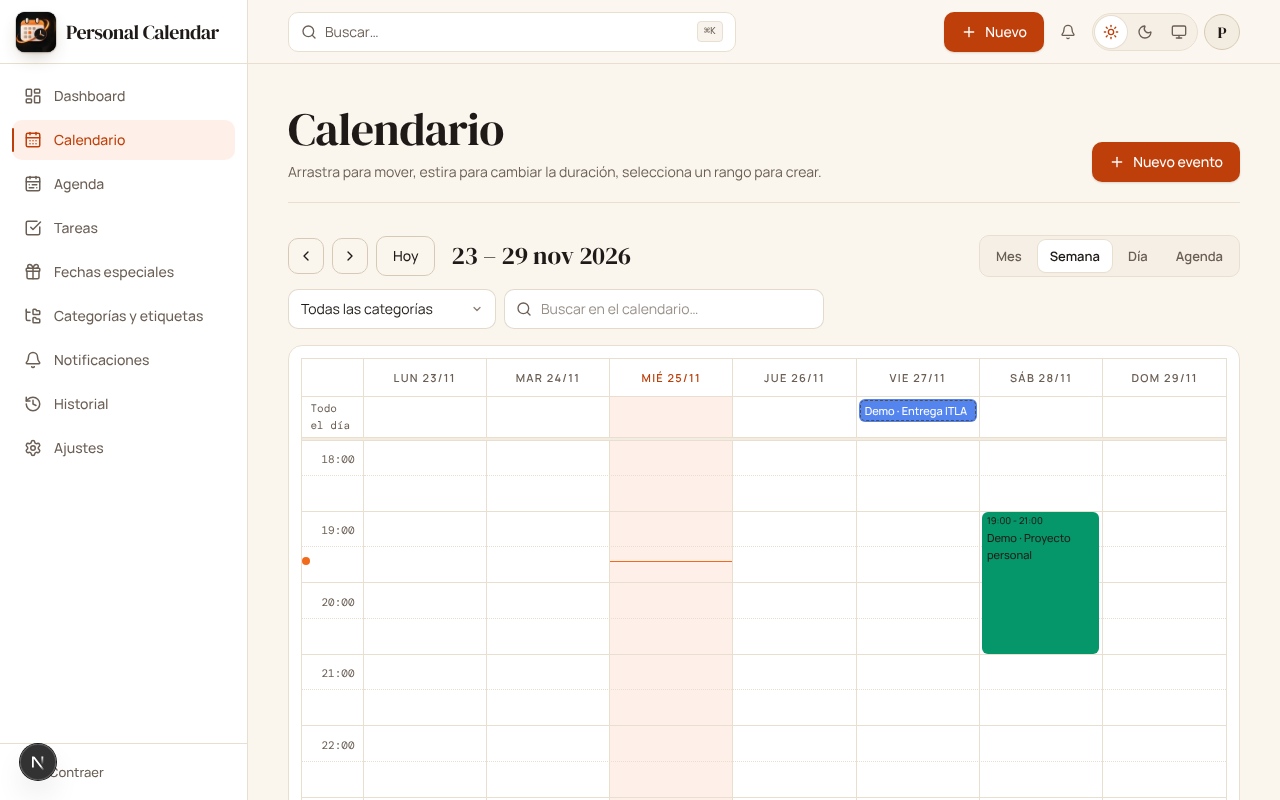 Personal Calendar
Buscar...
⌘K
Nuevo
P
Dashboard
Calendario
Agenda
Tareas
Fechas especiales
Categorías y etiquetas
Notificaciones
Historial
Ajustes
N
Contraer
Calendario
Arrastra para mover, estira para cambiar la duración, selecciona un rango para crear.
Nuevo evento
Hoy
23 – 29 nov 2026
Mes
Semana
Día
Agenda
Todas las categorías
Buscar en el calendario...
LUN 23/11
MAR 24/11
MIÉ 25/11
JUE 26/11
VIE 27/11
SÁB 28/11
DOM 29/11
Todo
el día
Demo · Entrega ITLA
18:00
19:00
19:00 - 21:00
Demo · Proyecto
personal
20:00
21:00
22:00